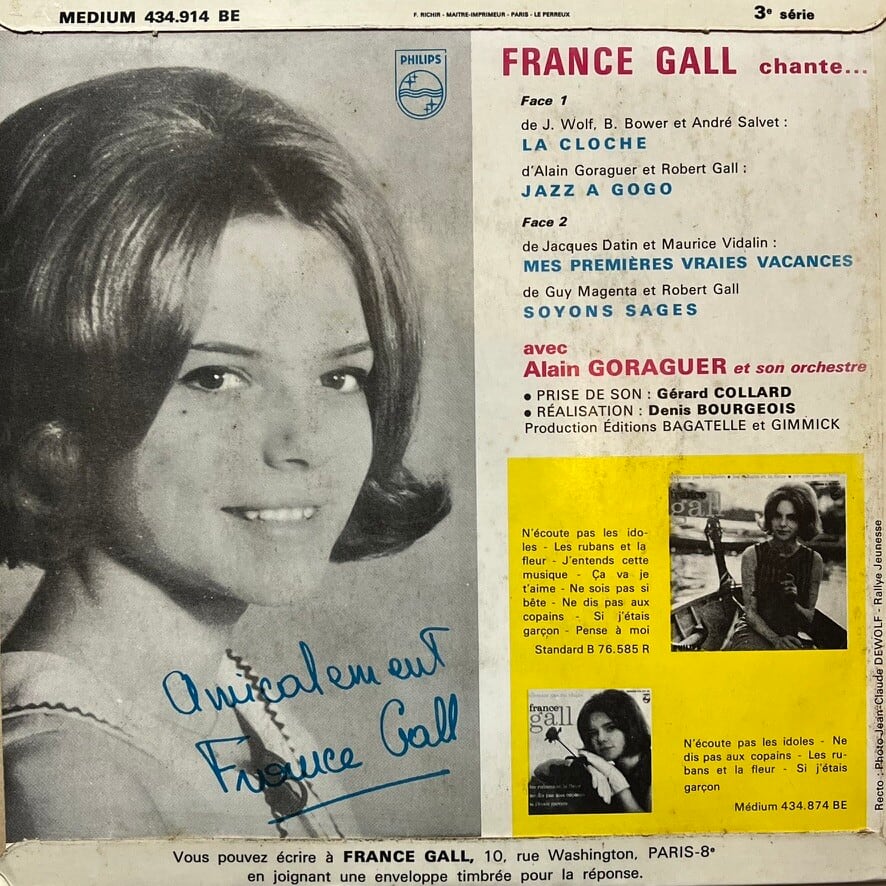 MEDIUM 434.914 BE
F. RICHIR - MAITRE-IMPRIMEUR - PARIS - LE PERREUX
3e série
PHILIPS
FRANCE GALL chante...
Face 1
de J. Wolf, B. Bower et André Salvet :
LA CLOCHE
d'Alain Goraguer et Robert Gall :
JAZZ A GOGO
Face 2
de Jacques Datin et Maurice Vidalin :
MES PREMIÈRES VRAIES VACANCES
de Guy Magenta et Robert Gall
SOYONS SAGES
avec
Alain GORAGUER et son orchestre
• PRISE DE SON : Gérard COLLARD
• RÉALISATION : Denis BOURGEOIS
Production Éditions BAGATELLE et GIMMICK
N'écoute pas les ido-
les - Les rubans et la
fleur - J'entends cette
musique - Ça va je
t'aime - Ne sois pas si
bête - Ne dis pas aux
copains - Si j'étais
garçon - Pense à moi
Standard B 76.585 R
france
gall
france
gall
N'écoute pas les idoles - Ne
dis pas aux copains - Les ru-
bans et la fleur - Si j'étais
garçon
Médium 434.874 BE
Recto : Photo Jean-Claude DEWOLF - Rallye Jeunesse
Amicalement
France Gall
Vous pouvez écrire à FRANCE GALL, 10, rue Washington, PARIS-8e
en joignant une enveloppe timbrée pour la réponse.